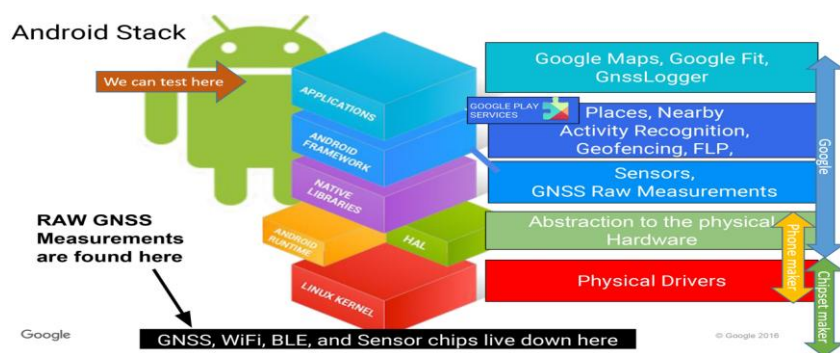 Android Stack
We can test here
APPLICATIONS
Google Maps, Google Fit,
GnssLogger
GOOGLE PLAY
SERVICES
ANDROID
FRAMEWORK
Places, Nearby
Activity Recognition,
Geofencing, FLP,
NATIVE
LIBRARIES
Sensors,
GNSS Raw Measurements
RAW GNSS
Measurements
are found here
ANDROID
RUNTIME
HAL
Abstraction to the physical
Hardware
LINUX KERNEL
Physical Drivers
Google
Phone maker
Chipset maker
Google
GNSS, WiFi, BLE, and Sensor chips live down here
© Google 2016